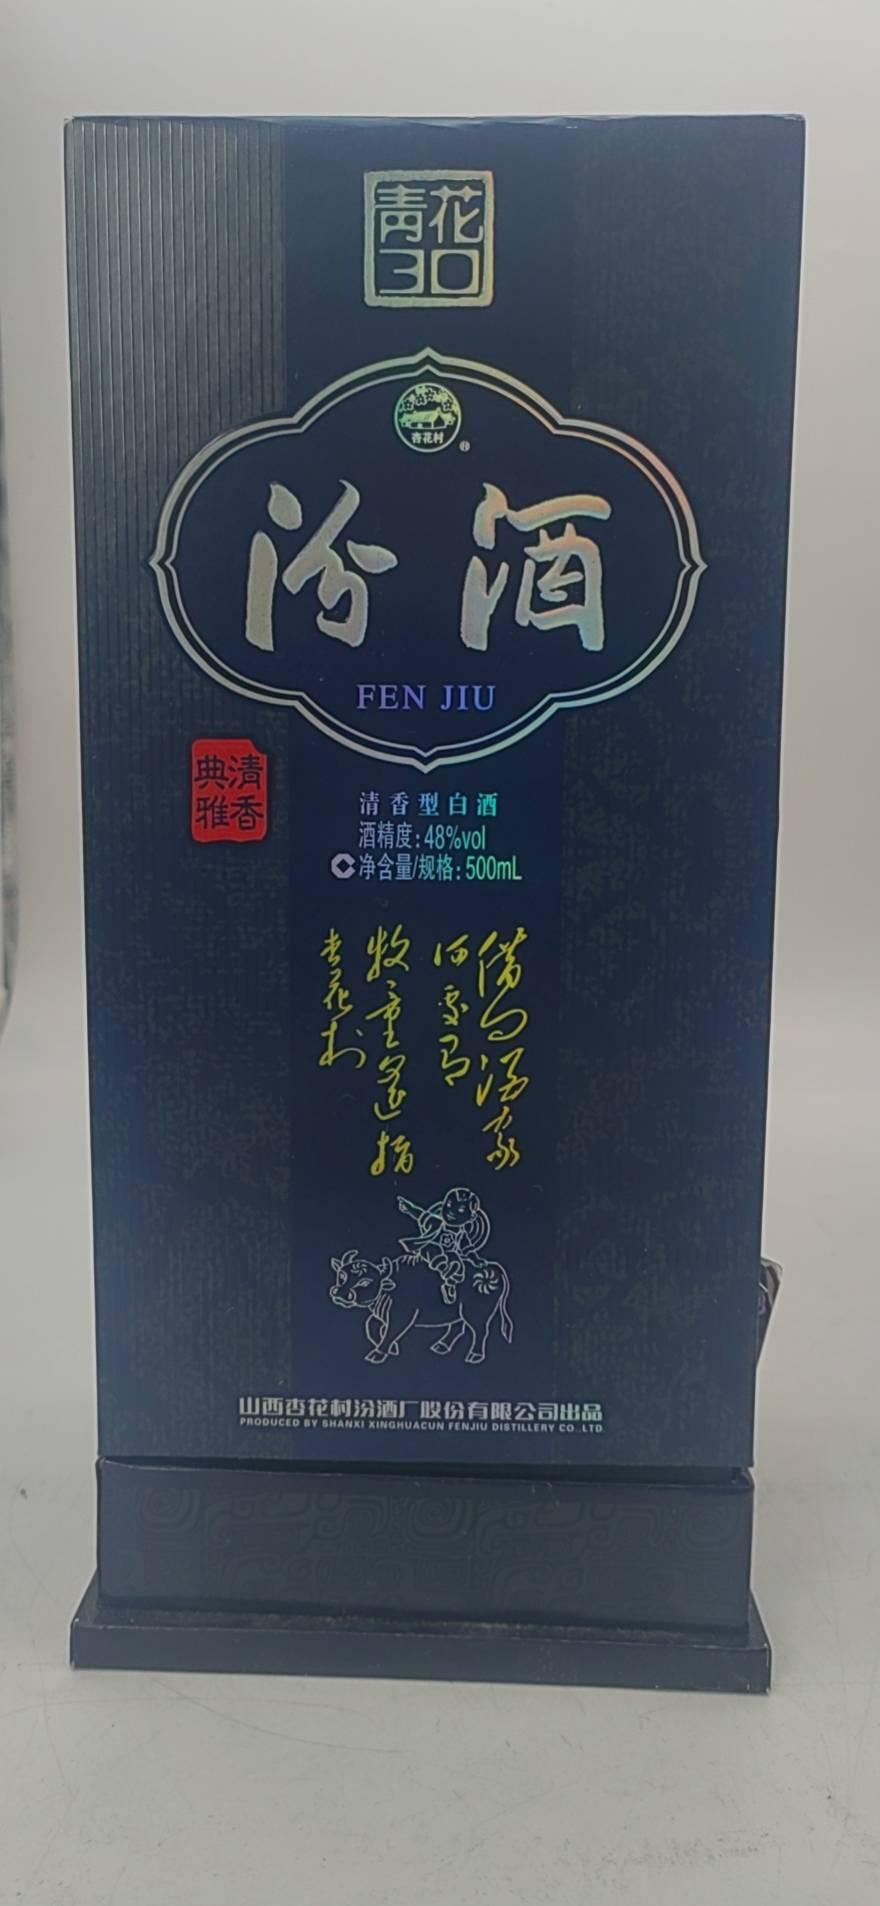 青花
30
杏花村
®
汾酒
FEN JIU
清香
典雅
清香型白酒
酒精度:48%vol
净含量/规格:500mL
借问酒家
何处有
牧童遥指
杏花村
山西杏花村汾酒厂股份有限公司出品
PRODUCED BY SHANXI XINGHUACUN FENJIU DISTILLERY CO.,LTD.